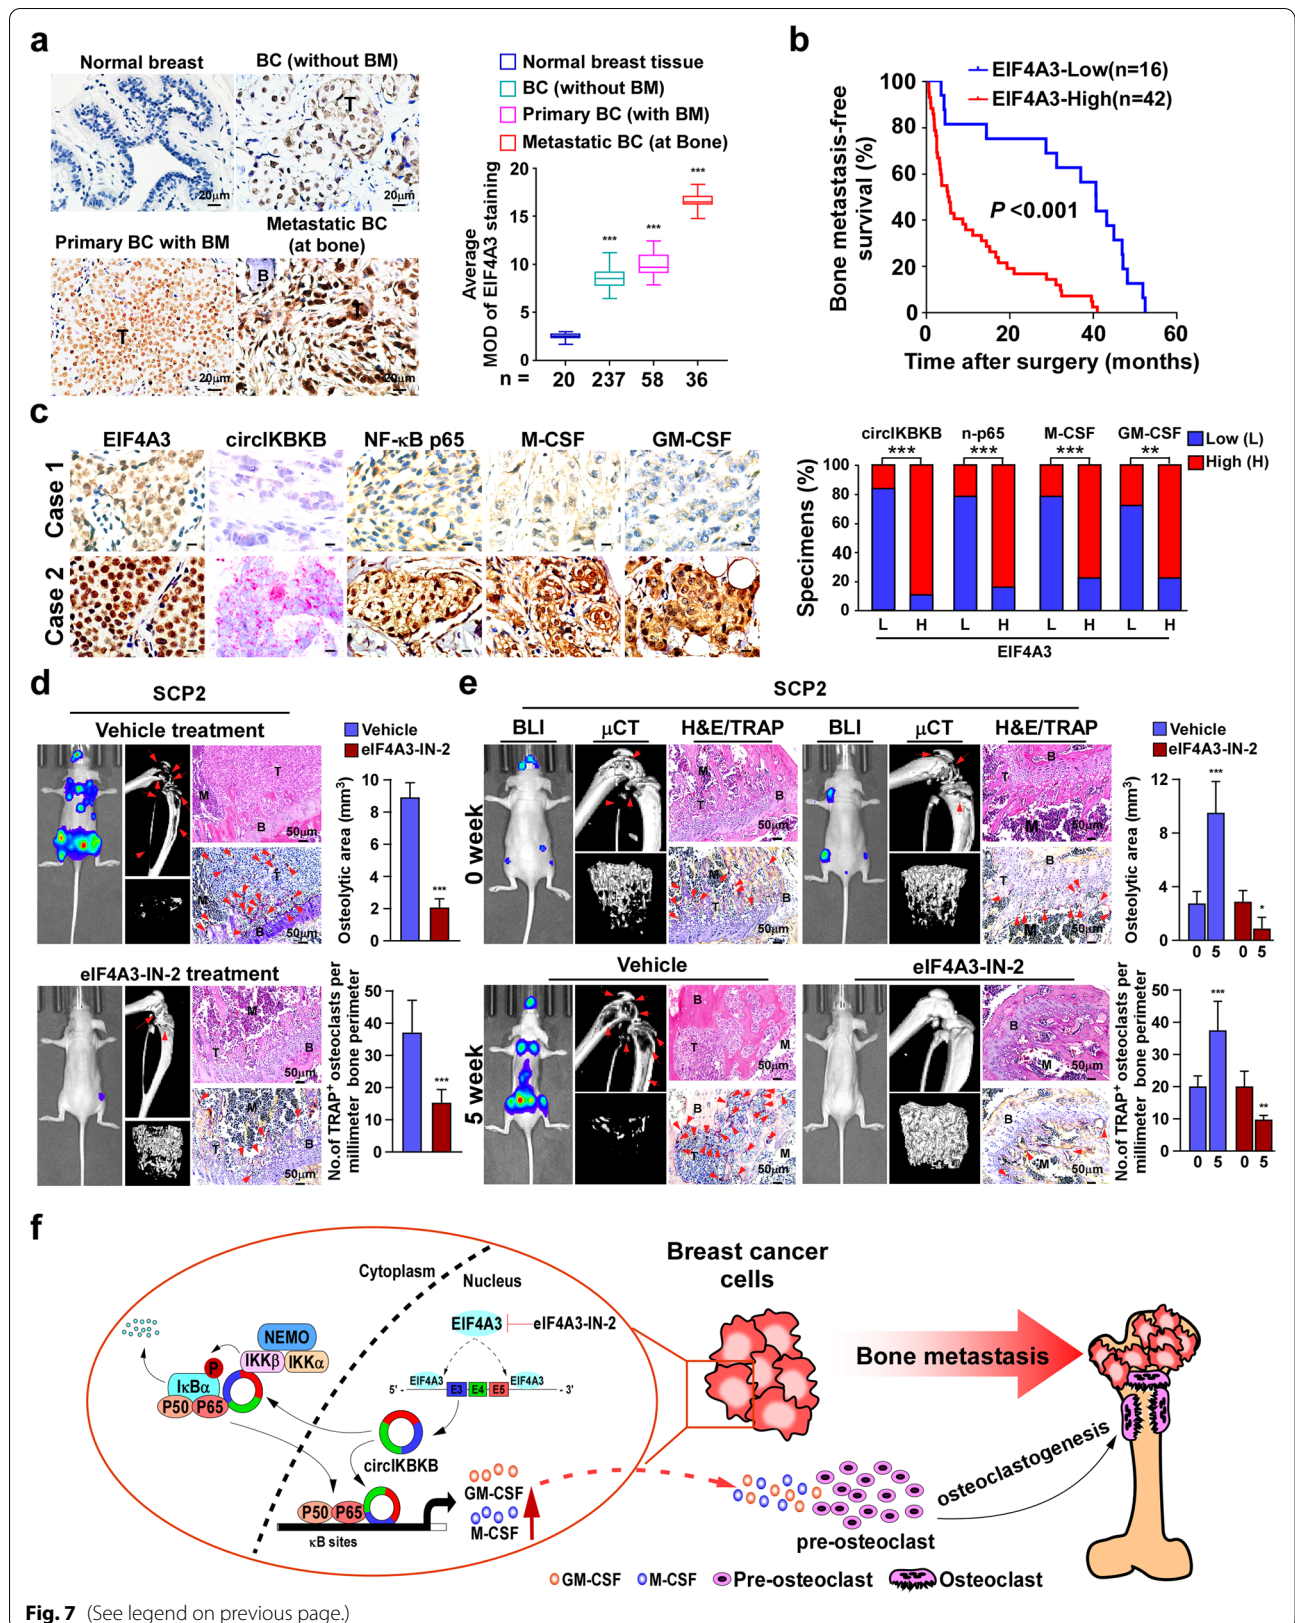 a
Normal breast
BC (without BM)
T
20μm
20μm
Primary BC with BM
Metastatic BC
(at bone)
T
20μm
B
T
20μm
Normal breast tissue
BC (without BM)
Primary BC (with BM)
Metastatic BC (at Bone)
Average
MOD of EIF4A3 staining
20
15
10
5
0
***
***
***
n = 20 237 58 36
b
EIF4A3-Low(n=16)
EIF4A3-High(n=42)
Bone metastasis-free
survival (%)
100
80
60
40
20
0
P <0.001
0 20 40 60
Time after surgery (months)
c
EIF4A3 circIKBKB NF-κB p65 M-CSF GM-CSF
Case 1
Case 2
circIKBKB n-p65 M-CSF GM-CSF
*** *** *** **
Low (L)
High (H)
Specimens (%)
100
80
60
40
20
0
L H L H L H L H
EIF4A3
d
SCP2
Vehicle treatment
T
M
B
50μm
T
M
B
50μm
Vehicle
eIF4A3-IN-2
Osteolytic area (mm3)
10
8
6
4
2
0
***
eIF4A3-IN-2 treatment
M
T
B
50μm
M
T
B
50μm
No.of TRAP+ osteoclasts per
millimeter bone perimeter
50
40
30
20
10
0
***
e
SCP2
BLI μCT H&E/TRAP BLI μCT H&E/TRAP
0 week
M
T
B
50μm
M
T
B
50μm
B
T
M
50μm
B
T
M
50μm
Vehicle
eIF4A3-IN-2
Osteolytic area (mm3)
12
8
4
0
***
*
0 5 0 5
Vehicle
eIF4A3-IN-2
5 week
B
T
M
50μm
B
T
M
50μm
B
M
50μm
B
M
50μm
No.of TRAP+ osteoclasts per
millimeter bone perimeter
50
40
30
20
10
0
***
**
0 5 0 5
f
Cytoplasm
Nucleus
EIF4A3
eIF4A3-IN-2
NEMO
IKKβ IKKα
P
IκBα
P50 P65
EIF4A3 EIF4A3
5' - E3 E4 E5 - 3'
circIKBKB
P50 P65
κB sites
GM-CSF
M-CSF
Breast cancer
cells
Bone metastasis
osteoclastogenesis
pre-osteoclast
GM-CSF M-CSF Pre-osteoclast Osteoclast
Fig. 7 (See legend on previous page.)